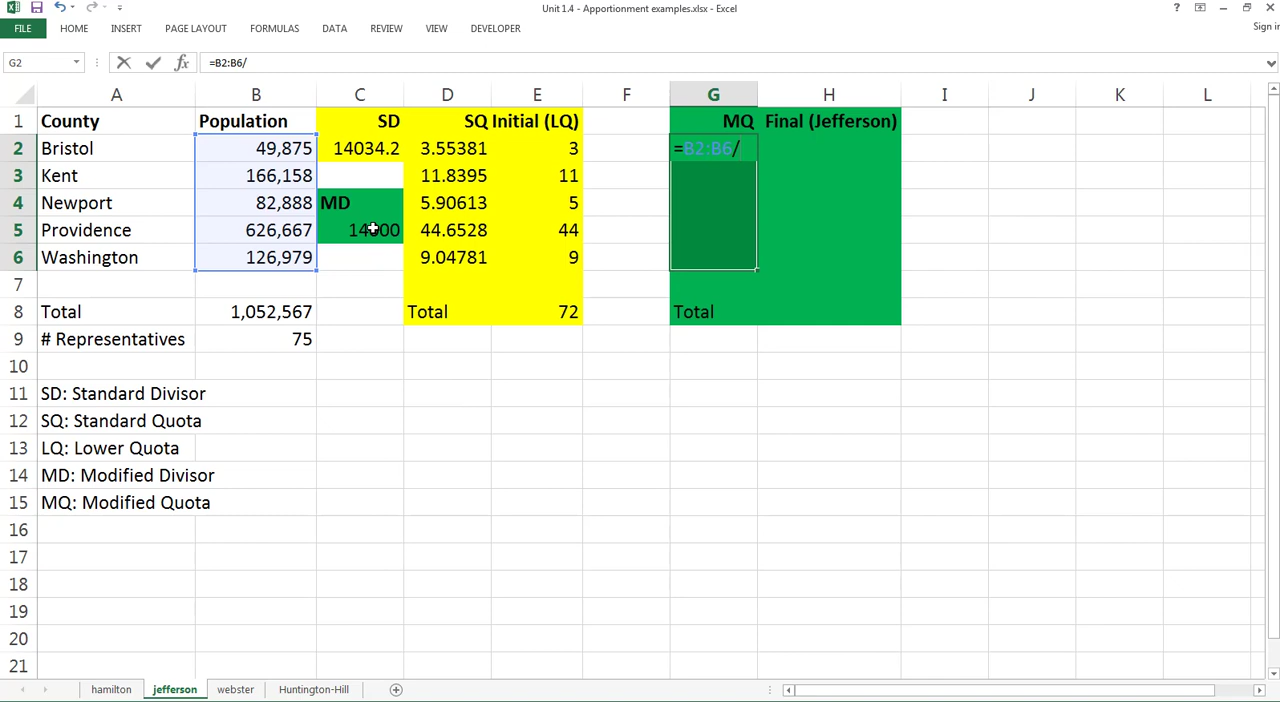 Unit 1.4 - Apportionment examples.xlsx - Excel
FILE HOME INSERT PAGE LAYOUT FORMULAS DATA REVIEW VIEW DEVELOPER Sign in
G2 fx =B2:B6/
A B C D E F G H I J K L
1 County Population SD SQ Initial (LQ) MQ Final (Jefferson)
2 Bristol 49,875 14034.2 3.55381 3 =B2:B6/
3 Kent 166,158 11.8395 11
4 Newport 82,888 MD 5.90613 5
5 Providence 626,667 14000 44.6528 44
6 Washington 126,979 9.04781 9
7
8 Total 1,052,567 Total 72 Total
9 # Representatives 75
10
11 SD: Standard Divisor
12 SQ: Standard Quota
13 LQ: Lower Quota
14 MD: Modified Divisor
15 MQ: Modified Quota
16
17
18
19
20
21
hamilton jefferson webster Huntington-Hill